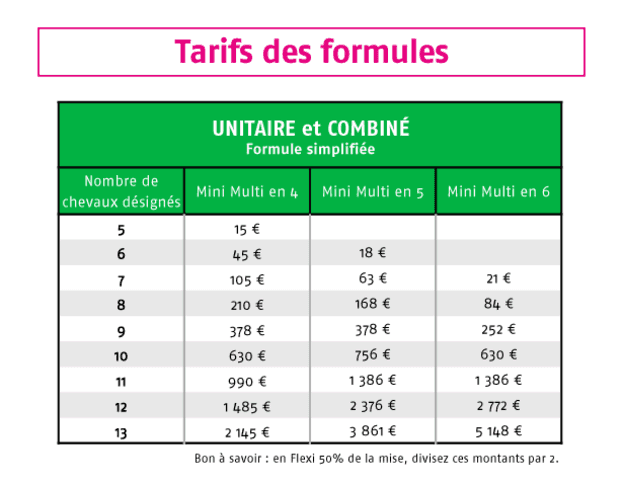 Tarifs des formules
UNITAIRE et COMBINÉ
Formule simplifiée
Nombre de
chevaux désignés Mini Multi en 4 Mini Multi en 5 Mini Multi en 6
5 15 €
6 45 € 18 €
7 105 € 63 € 21 €
8 210 € 168 € 84 €
9 378 € 378 € 252 €
10 630 € 756 € 630 €
11 990 € 1 386 € 1 386 €
12 1 485 € 2 376 € 2 772 €
13 2 145 € 3 861 € 5 148 €
Bon à savoir : en Flexi 50% de la mise, divisez ces montants par 2.